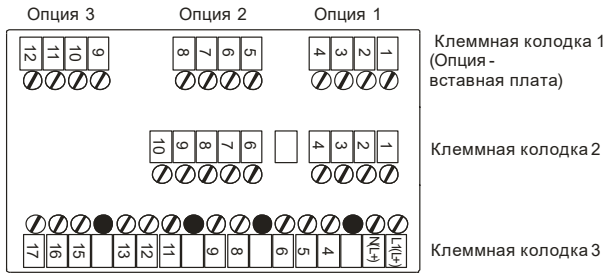 Опция 3 Опция 2 Опция 1
12 11 10 9 8 7 6 5 4 3 2 1
Клеммная колодка 1
(Опция -
вставная плата)
10 9 8 7 6 4 3 2 1
Клеммная колодка 2
17 16 15 13 12 11 9 8 6 5 4 N(L+) L1(L+)
Клеммная колодка 3